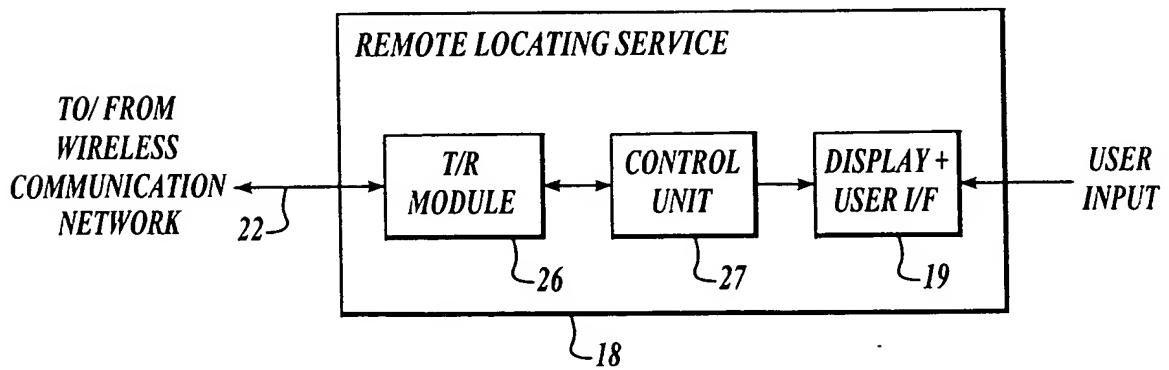 REMOTE LOCATING SERVICE
TO/ FROM
WIRELESS
COMMUNICATION
NETWORK
22
T/R
MODULE
26
CONTROL
UNIT
27
DISPLAY +
USER I/F
19
USER
INPUT
18